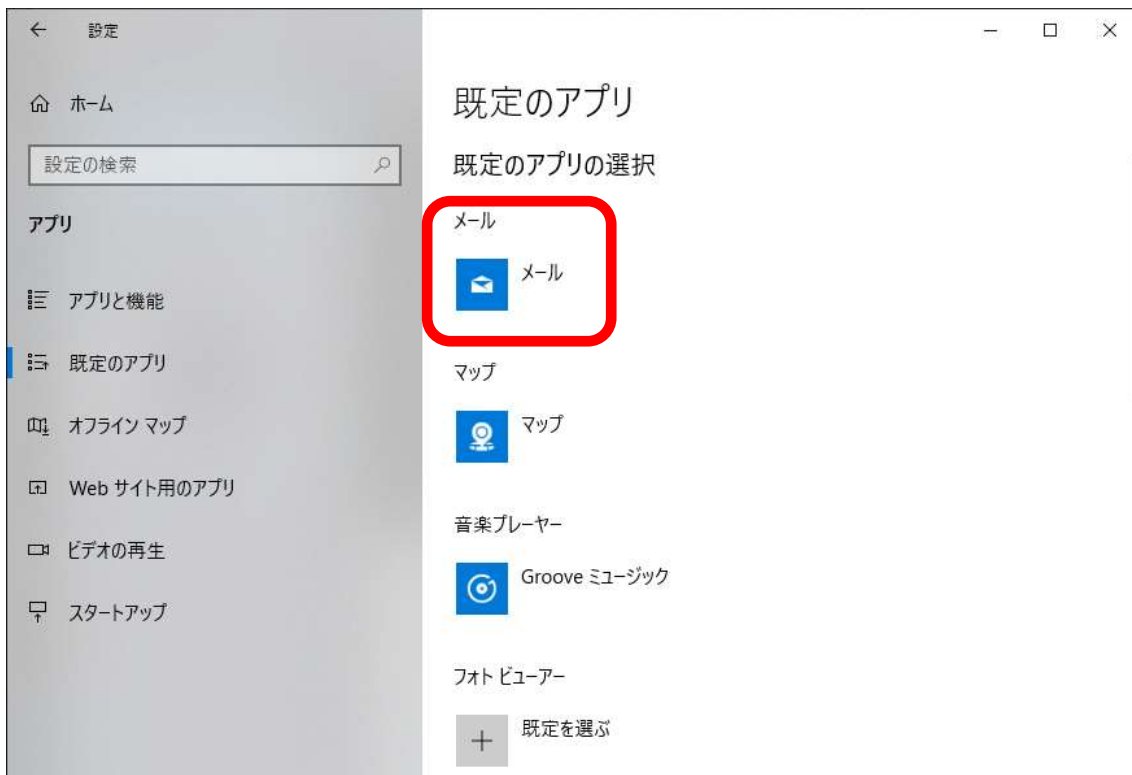 設定
ホーム
設定の検索
アプリ
アプリと機能
既定のアプリ
オフライン マップ
Web サイト用のアプリ
ビデオの再生
スタートアップ
既定のアプリ
既定のアプリの選択
メール
メール
マップ
マップ
音楽プレーヤー
Groove ミュージック
フォト ビューアー
既定を選ぶ